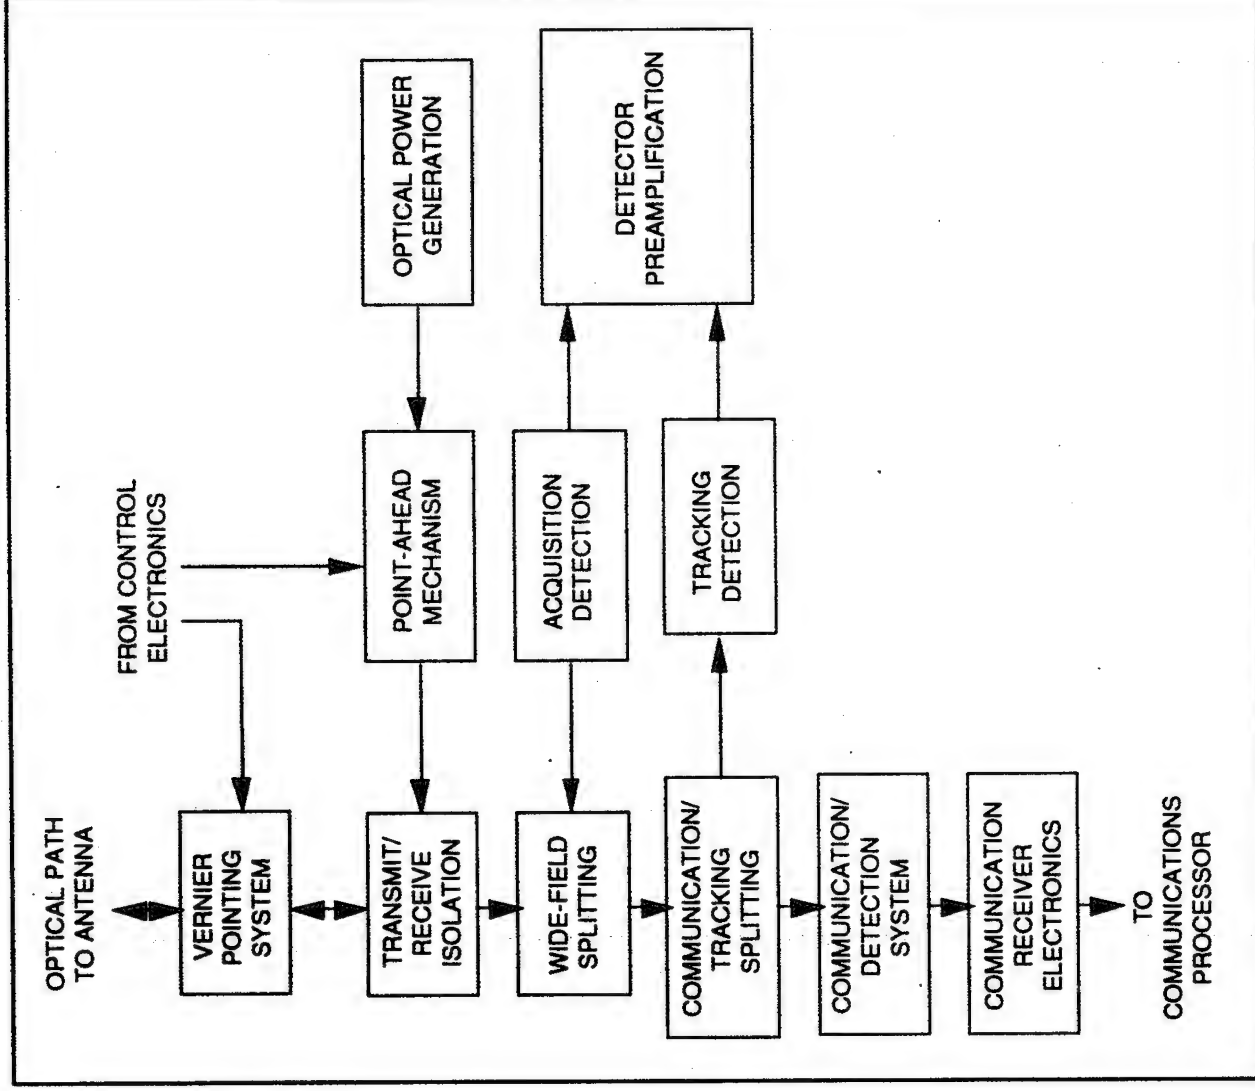 OPTICAL PATH
TO ANTENNA
VERNIER
POINTING
SYSTEM
TRANSMIT/
RECEIVE
ISOLATION
WIDE-FIELD
SPLITTING
COMMUNICATION/
TRACKING
SPLITTING
COMMUNICATION/
DETECTION
SYSTEM
COMMUNICATION
RECEIVER
ELECTRONICS
TO
COMMUNICATIONS
PROCESSOR
FROM CONTROL
ELECTRONICS
POINT-AHEAD
MECHANISM
ACQUISITION
DETECTION
TRACKING
DETECTION
OPTICAL POWER
GENERATION
DETECTOR
PREAMPLIFICATION